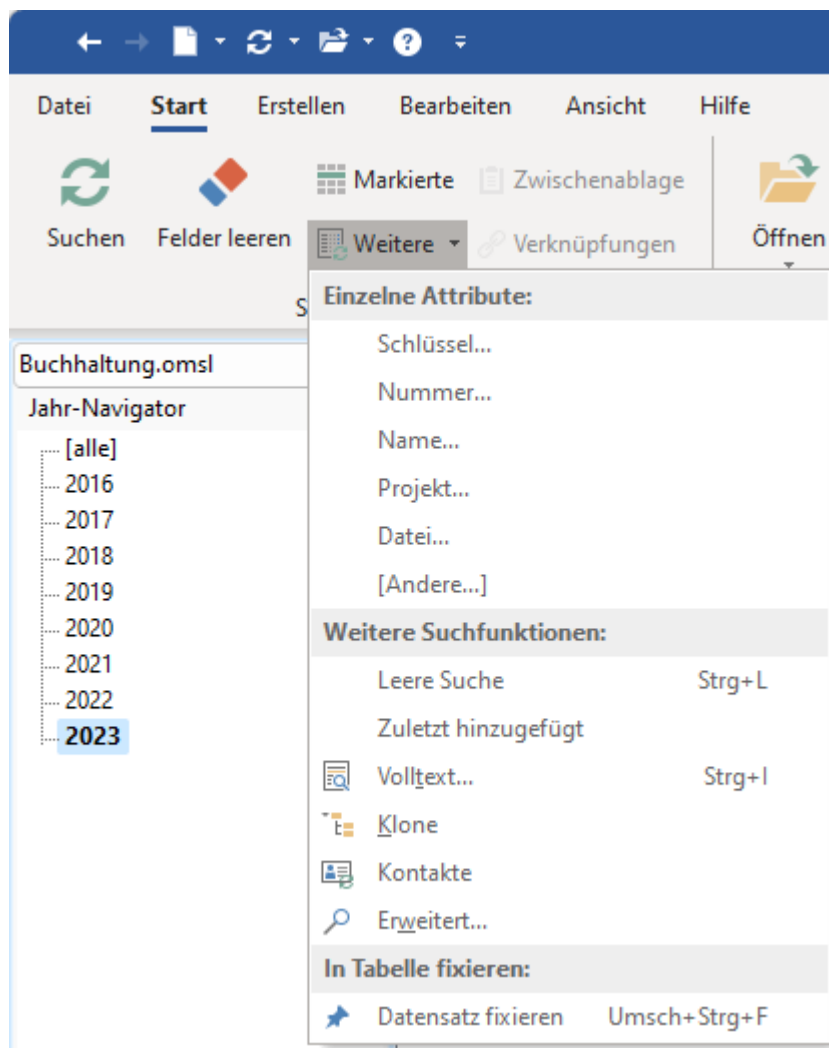 Datei Start Erstellen Bearbeiten Ansicht Hilfe
Markierte Zwischenablage
Suchen Felder leeren Weitere Verknüpfungen Öffnen
S
Einzelne Attribute:
Schlüssel...
Nummer...
Name...
Projekt...
Datei...
[Andere...]
Weitere Suchfunktionen:
Leere Suche Strg+L
Zuletzt hinzugefügt
Volltext... Strg+I
Klone
Kontakte
Erweitert...
In Tabelle fixieren:
Datensatz fixieren Umsch+Strg+F
Buchhaltung.omsl
Jahr-Navigator
[alle]
2016
2017
2018
2019
2020
2021
2022
2023